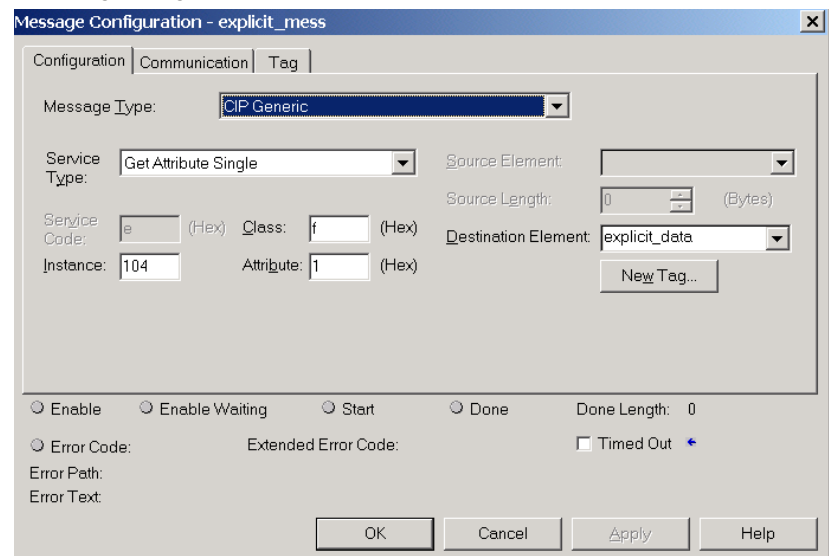 Message Configuration - explicit_mess
Configuration Communication Tag
Message Type: CIP Generic
Service Type: Get Attribute Single Source Element:
Source Length: 0 (Bytes)
Service Code: e (Hex) Class: f (Hex) Destination Element: explicit_data
Instance: 104 Attribute: 1 (Hex) New Tag...
Enable Enable Waiting Start Done Done Length: 0
Error Code: Extended Error Code: Timed Out
Error Path:
Error Text:
OK Cancel Apply Help